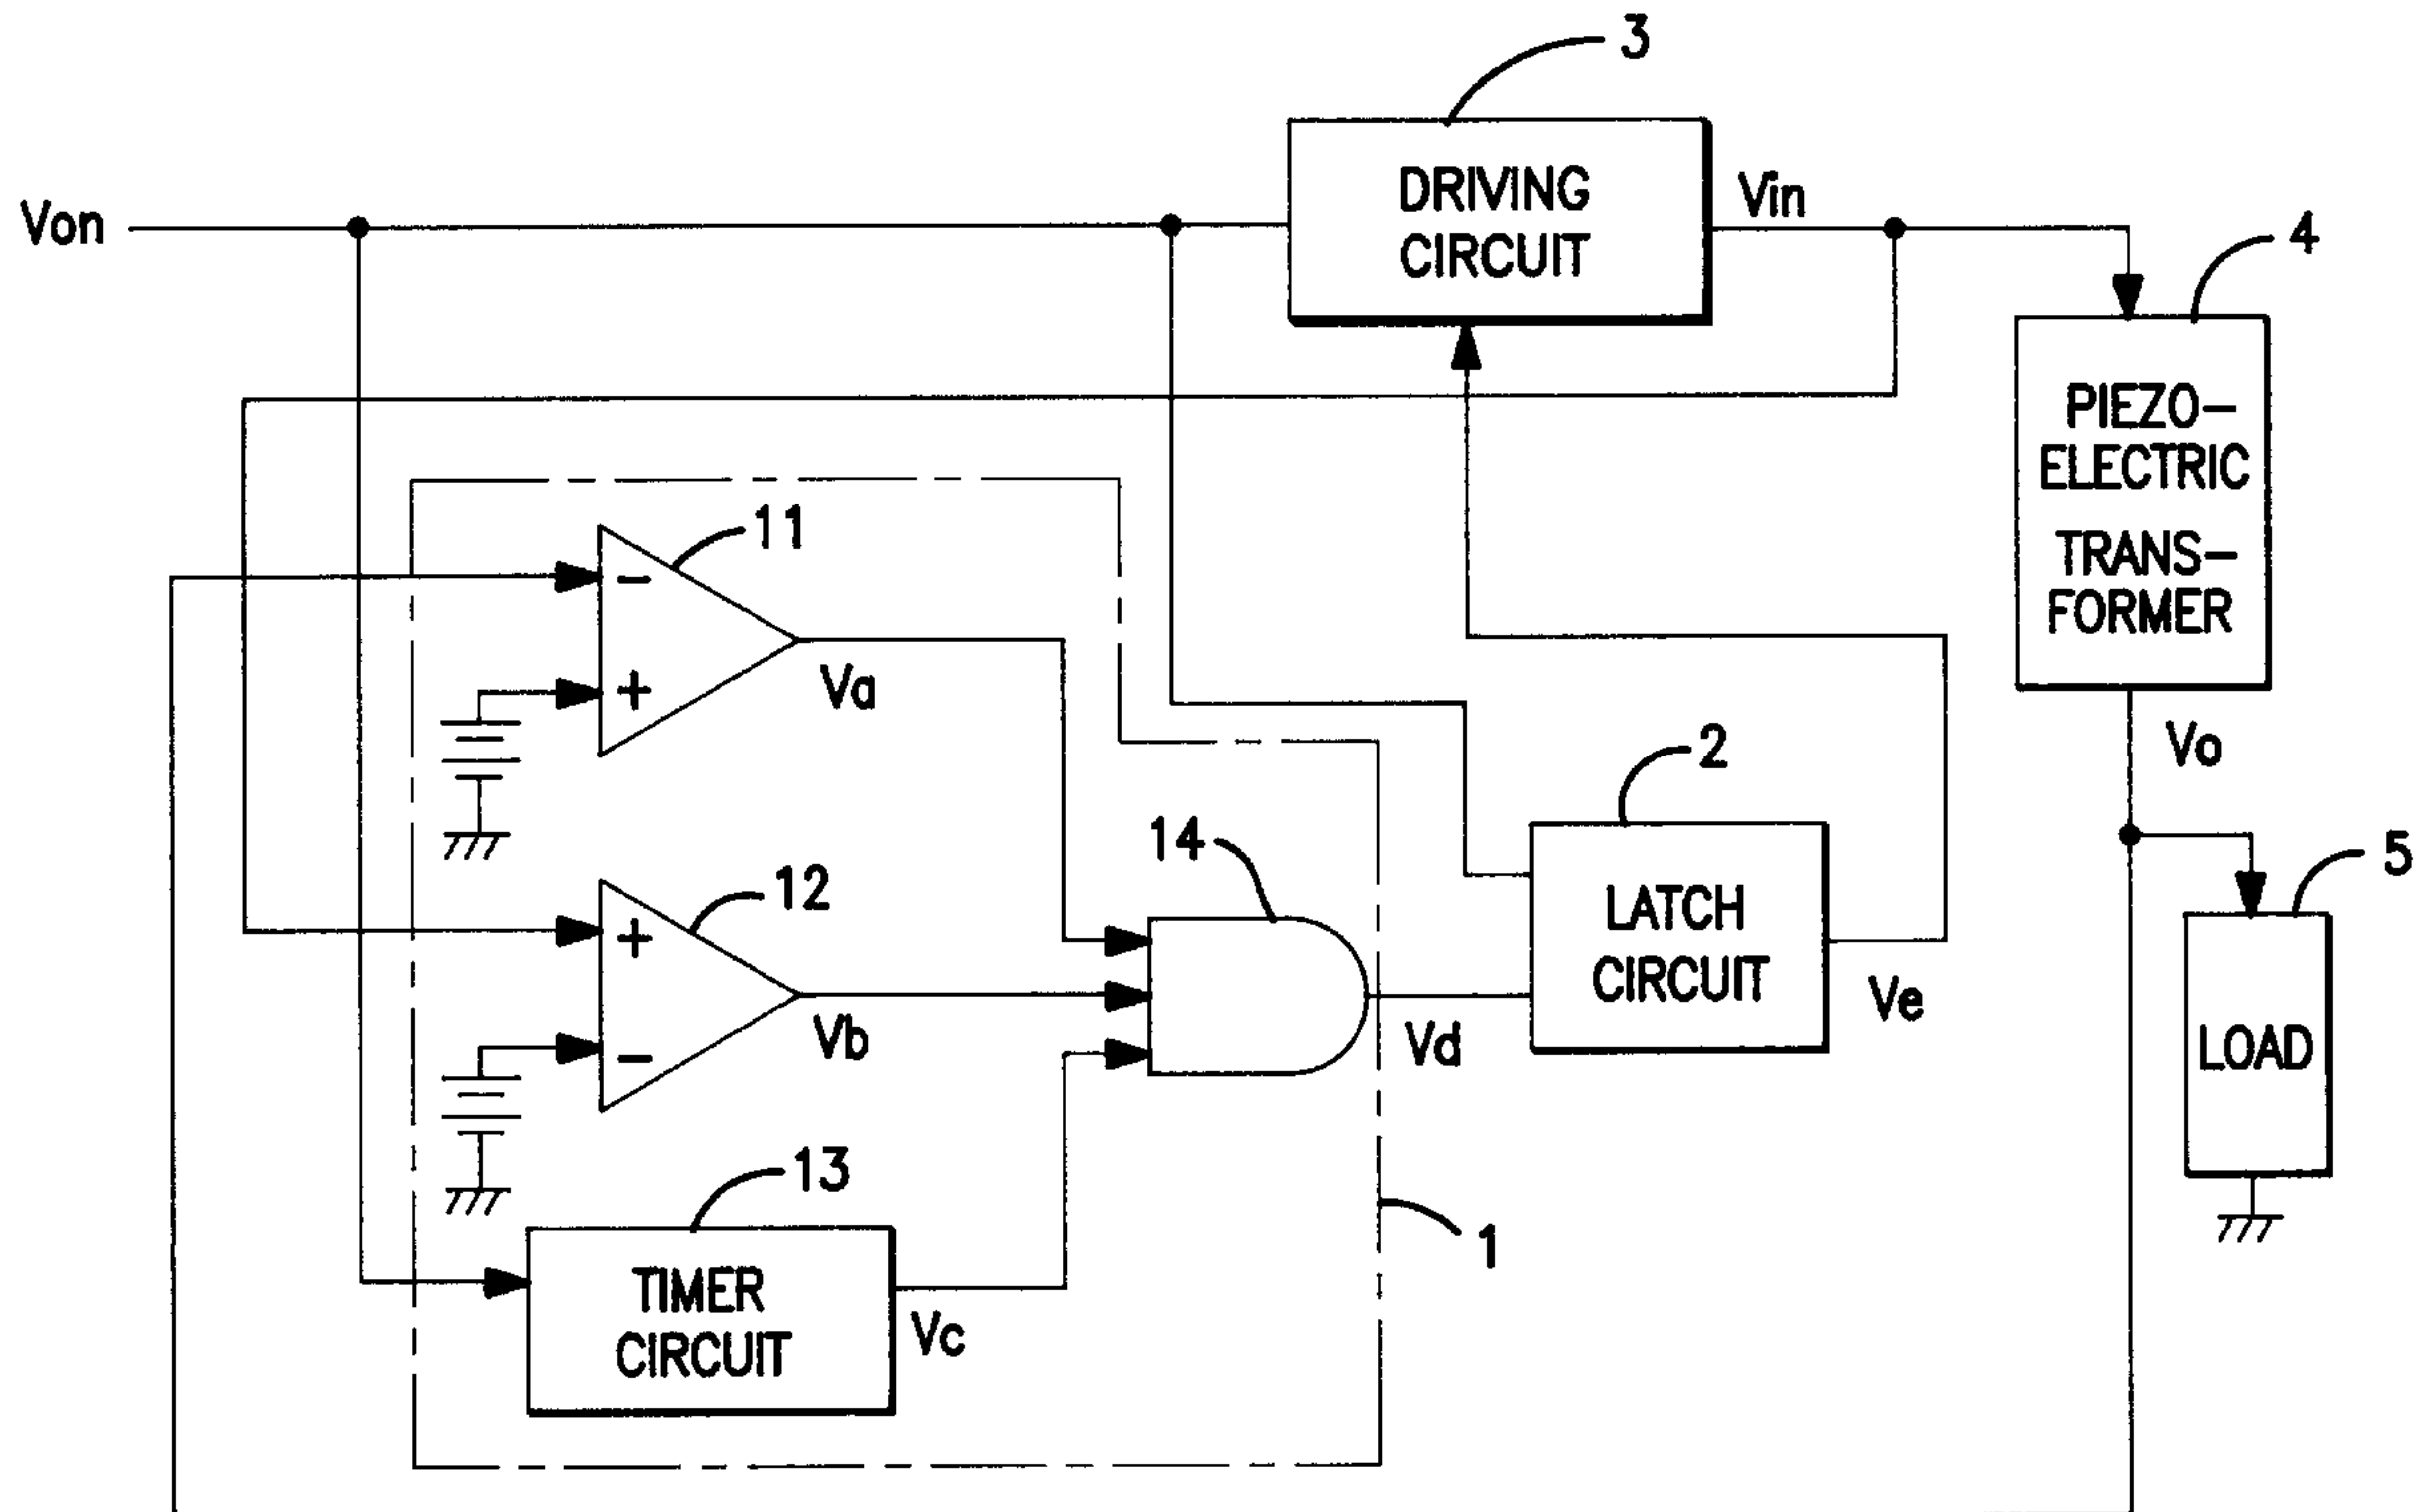 3
DRIVING
CIRCUIT
Von
Vin
4
PIEZO-
ELECTRIC
TRANS-
FORMER
11
-
+
Va
Vo
2
14
5
12
+
-
Vb
LATCH
CIRCUIT
Vd
Ve
LOAD
13
TIMER
CIRCUIT
Vc
1